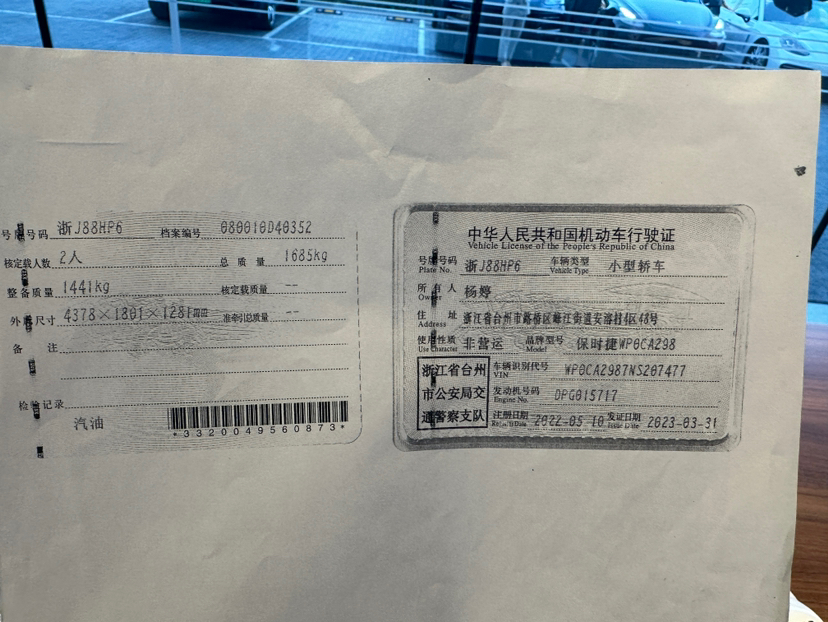 号牌号码 浙J88HP6 档案编号 080010D40352
核定载人数 2人 总质量 1685kg
整备质量 1441kg 核定载质量 --
外廓尺寸 4378×1801×1281mm 准牵引总质量 --
备注
检验记录
汽油
*3320049560873*
中华人民共和国机动车行驶证
Vehicle License of the People's Republic of China
号牌号码 浙J88HP6 车辆类型 小型轿车
Plate No. Vehicle Type
所有人 杨婷
Owner
住址 浙江省台州市路桥区 江街道安溶村4区48号
Address
使用性质 非营运 品牌型号 保时捷WP0CA298
Use Character Model
浙江省台州
市公安局交
通警察支队
车辆识别代号 WP0CA2987NS207477
VIN
发动机号码 DPG015717
Engine No.
注册日期 2022-05-10 发证日期 2023-03-31
Register Date Issue Date